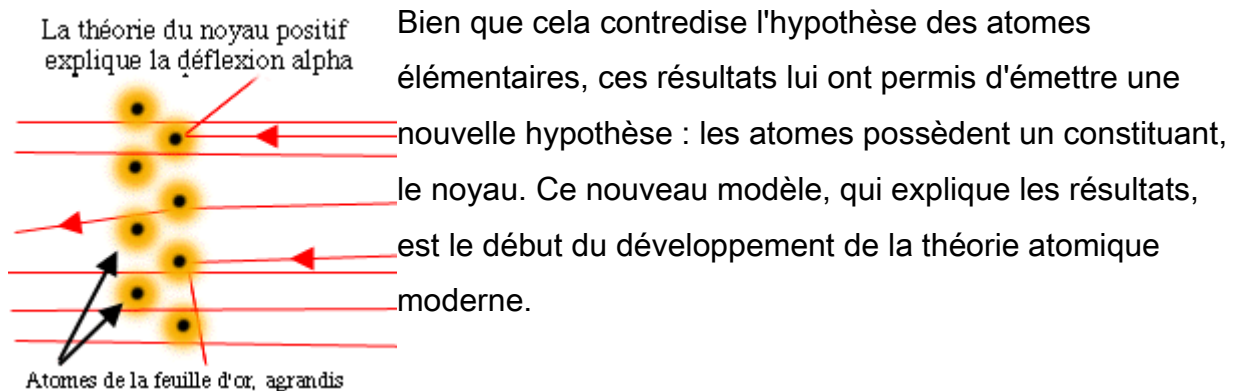 La théorie du noyau positif
explique la déflexion alpha
Bien que cela contredise l'hypothèse des atomes
élémentaires, ces résultats lui ont permis d'émettre une
nouvelle hypothèse : les atomes possèdent un constituant,
le noyau. Ce nouveau modèle, qui explique les résultats,
est le début du développement de la théorie atomique
moderne.
Atomes de la feuille d'or, agrandis